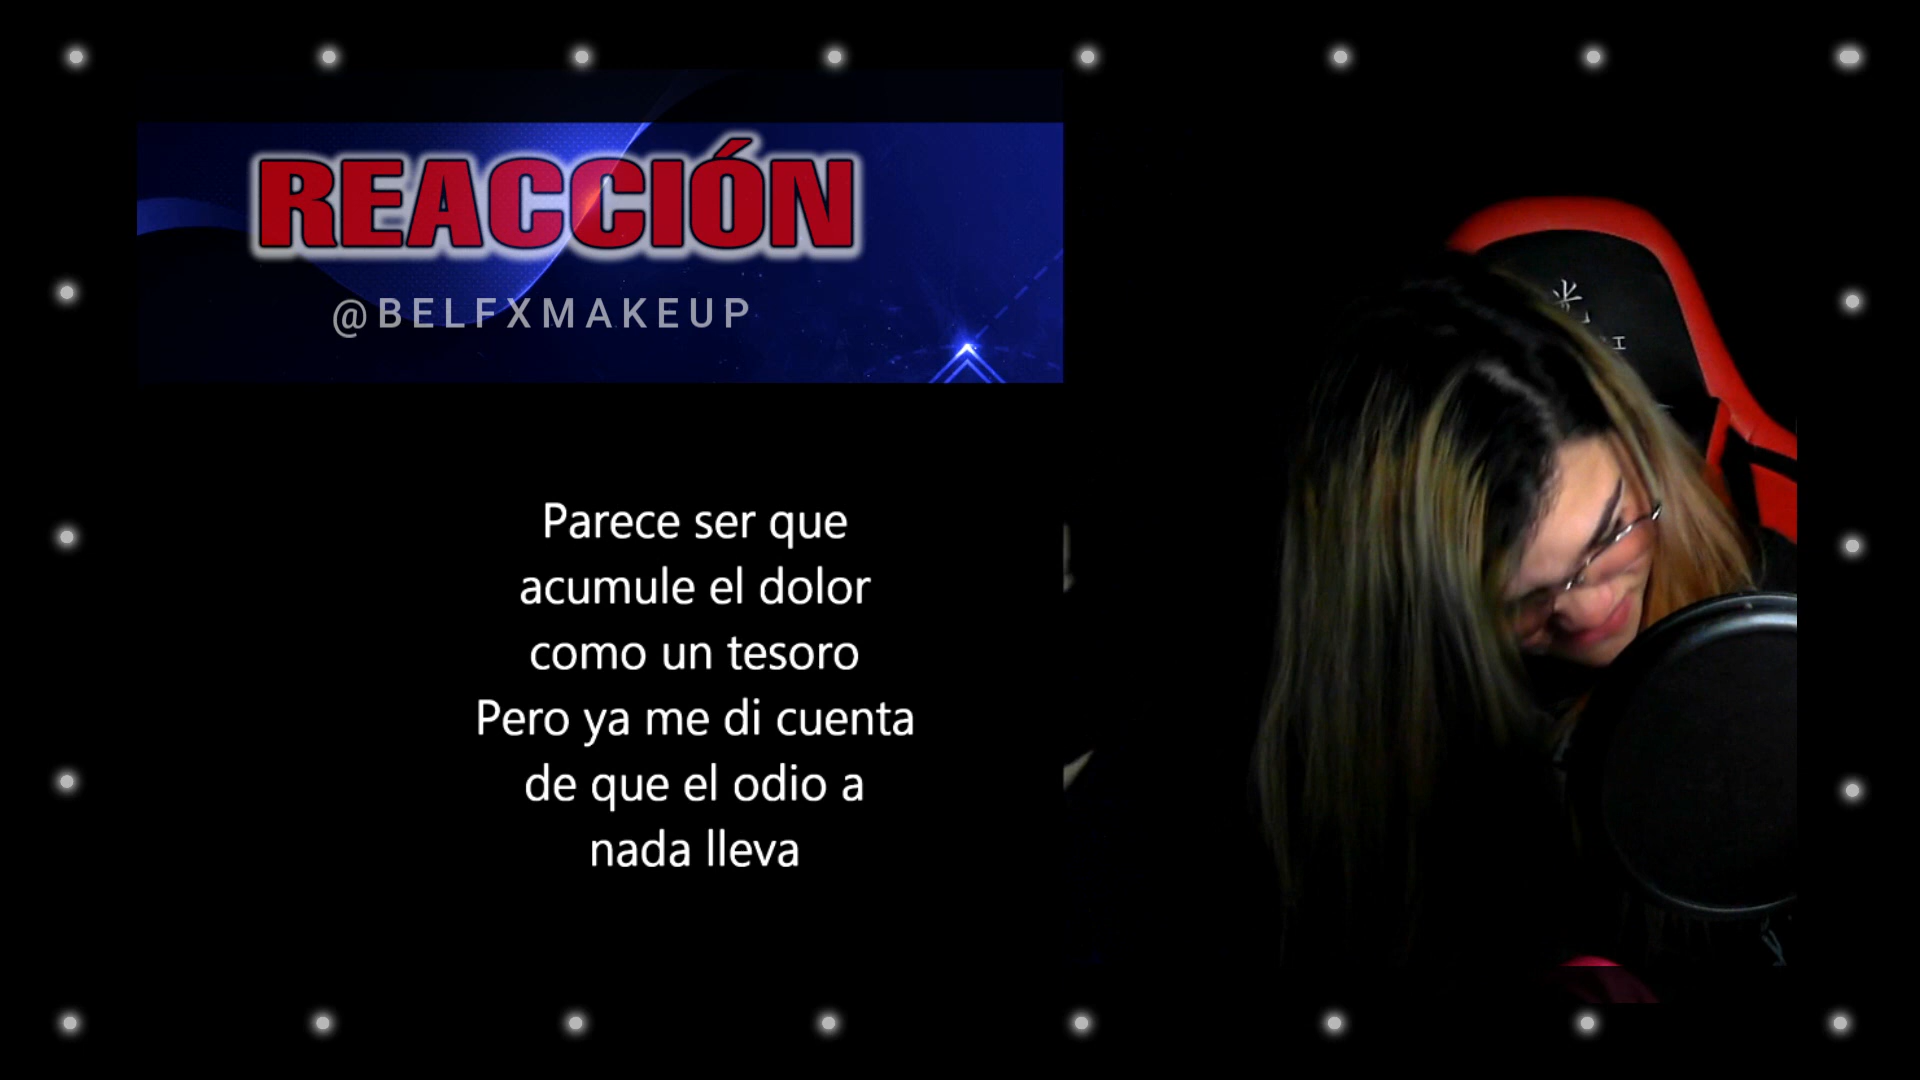 REACCIÓN
@BELFXMAKEUP
Parece ser que
acumule el dolor
como un tesoro
Pero ya me di cuenta
de que el odio a
nada lleva